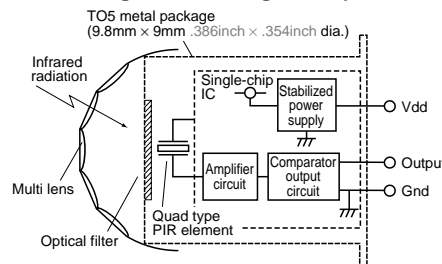 TO5 metal package
(9.8mm × 9mm .386inch × .354inch dia.)
Infrared
radiation
Single-chip
IC
Stabilized
power
supply
Vdd
Amplifier
circuit
Comparator
output
circuit
Output
Gnd
Multi lens
Quad type
PIR element
Optical filter